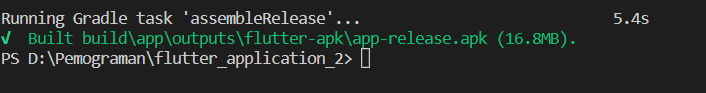 Running Gradle task 'assembleRelease'... 5.4s
√ Built build\app\outputs\flutter-apk\app-release.apk (16.8MB).
PS D:\Pemograman\flutter_application_2>